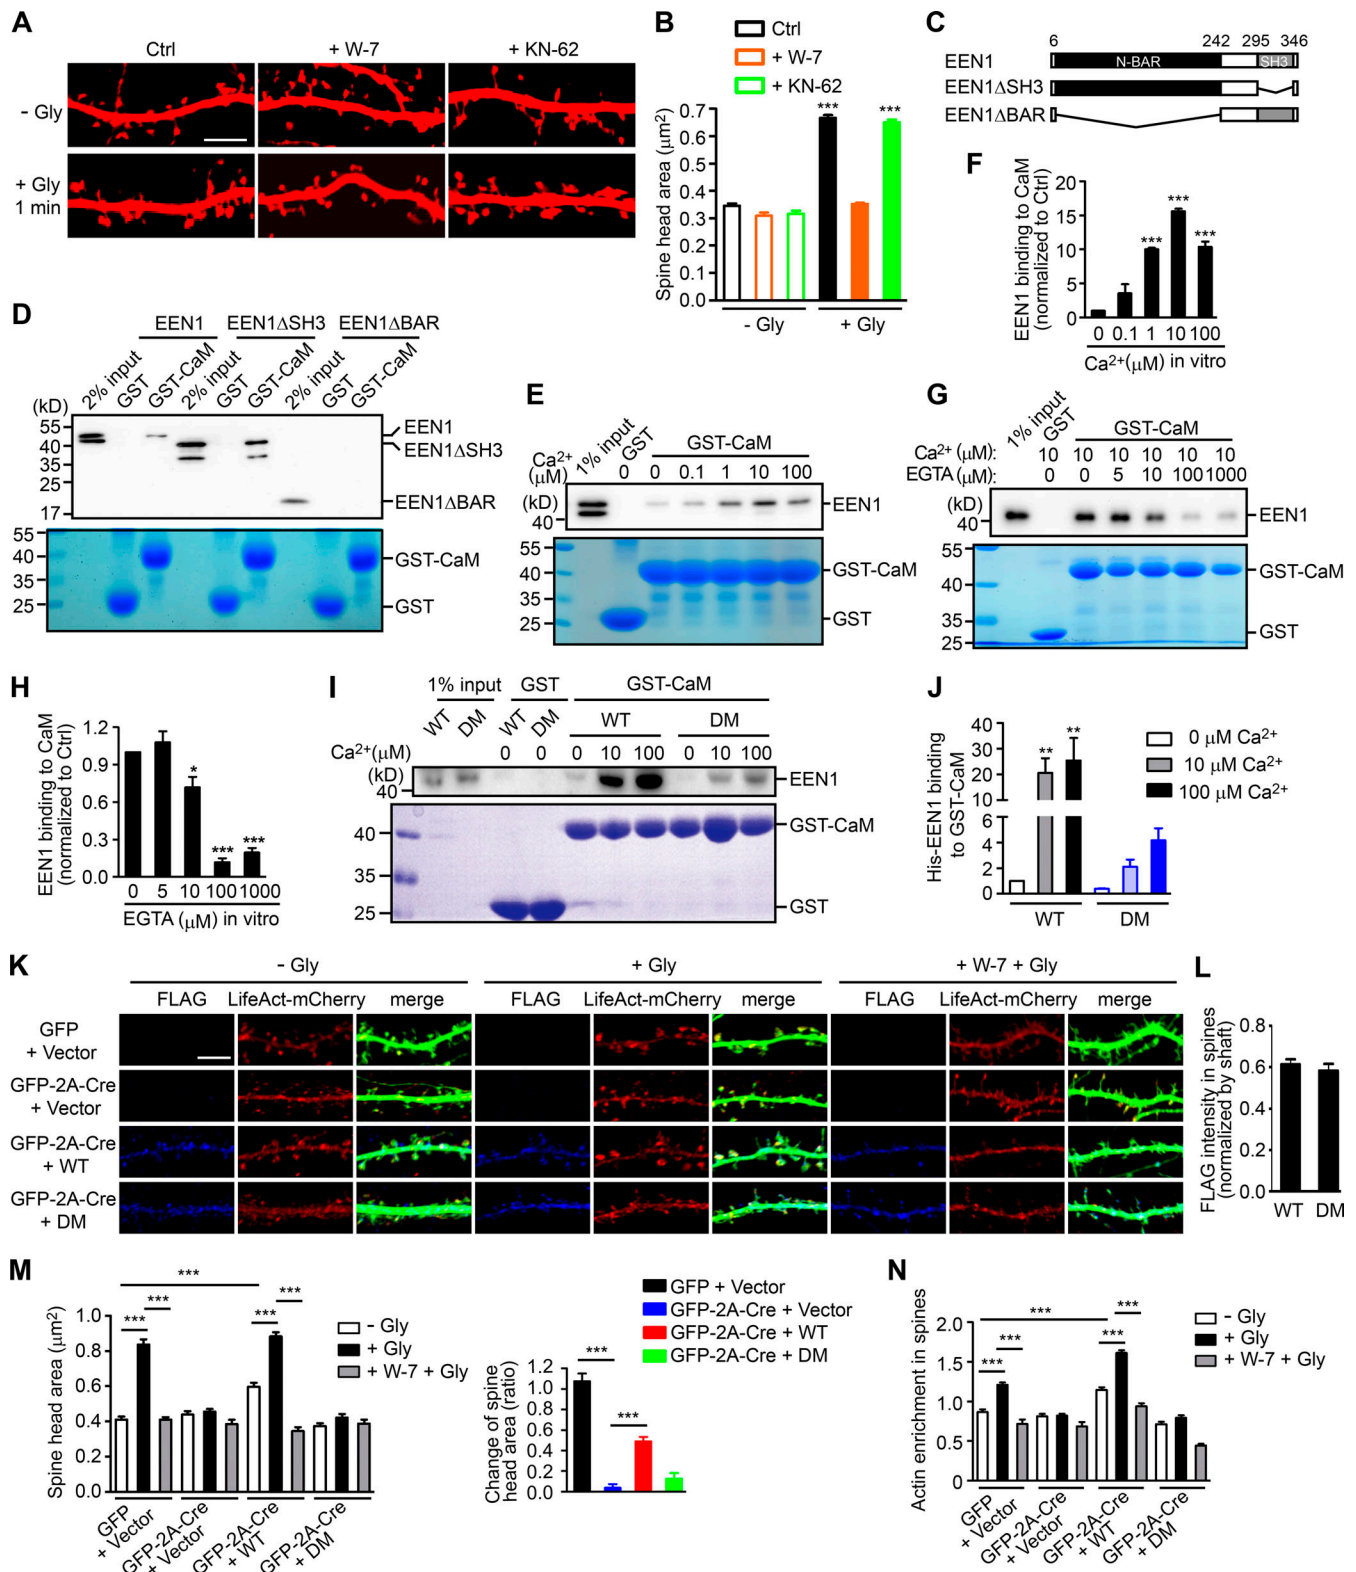 A
Ctrl
+ W-7
+ KN-62
- Gly
+ Gly
1 min
B
Ctrl
+ W-7
+ KN-62
Spine head area (μm²)
0.7
0.6
0.5
0.4
0.3
0.2
0.1
0.0
***
***
- Gly
+ Gly
C
6
242
295
346
EEN1
N-BAR
SH3
EEN1ΔSH3
EEN1ΔBAR
D
EEN1
EEN1ΔSH3
EEN1ΔBAR
2% input
GST
GST-CaM
2% input
GST
GST-CaM
2% input
GST
GST-CaM
(kD)
55
40
35
25
17
EEN1
EEN1ΔSH3
EEN1ΔBAR
55
40
35
25
GST-CaM
GST
E
1% input
GST
GST-CaM
Ca²⁺
(μM)
0 0 0.1 1 10 100
(kD)
40
EEN1
55
40
35
25
GST-CaM
GST
F
EEN1 binding to CaM
(normalized to Ctrl)
20
15
10
5
0
***
***
***
0 0.1 1 10 100
Ca²⁺(μM) in vitro
G
1% input
GST
GST-CaM
Ca²⁺ (μM):
10 10 10 10 10 10
EGTA (μM):
0 0 5 10 100 1000
(kD)
40
EEN1
55
40
35
25
GST-CaM
GST
H
EEN1 binding to CaM
(normalized to Ctrl)
1.2
0.9
0.6
0.3
0.0
*
***
***
0 5 10 100 1000
EGTA (μM) in vitro
I
1% input
GST
GST-CaM
WT
DM
WT
DM
WT
DM
Ca²⁺(μM)
0 0 0 10 100 0 10 100
(kD)
40
EEN1
40
35
25
GST-CaM
GST
J
His-EEN1 binding
to GST-CaM
40
30
20
10
6
4
2
0
**
**
0 μM Ca²⁺
10 μM Ca²⁺
100 μM Ca²⁺
WT
DM
K
- Gly
+ Gly
+ W-7 + Gly
FLAG LifeAct-mCherry merge FLAG LifeAct-mCherry merge FLAG LifeAct-mCherry merge
GFP
+ Vector
GFP-2A-Cre
+ Vector
GFP-2A-Cre
+ WT
GFP-2A-Cre
+ DM
L
FLAG intensity in spines
(normalized by shaft)
0.8
0.6
0.4
0.2
0.0
WT
DM
M
Spine head area (μm²)
1.0
0.8
0.6
0.4
0.2
0.0
***
***
***
***
***
- Gly
+ Gly
+ W-7 + Gly
GFP
+ Vector
GFP-2A-Cre
+ Vector
GFP-2A-Cre
+ WT
GFP-2A-Cre
+ DM
GFP + Vector
GFP-2A-Cre + Vector
GFP-2A-Cre + WT
GFP-2A-Cre + DM
Change of spine
head area (ratio)
1.2
1.0
0.8
0.6
0.4
0.2
0.0
***
***
N
Actin enrichment in spines
2.0
1.5
1.0
0.5
0
***
***
***
***
***
- Gly
+ Gly
+ W-7 + Gly
GFP
+ Vector
GFP-2A-Cre
+ Vector
GFP-2A-Cre
+ WT
GFP-2A-Cre
+ DM